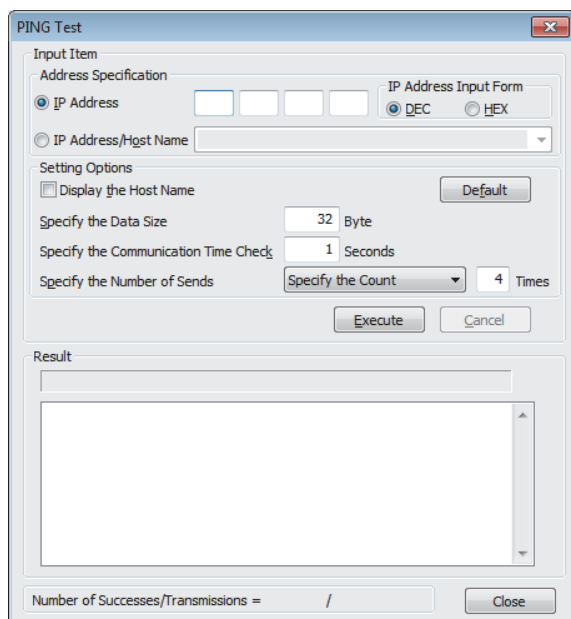 PING Test
Input Item
Address Specification
IP Address
IP Address Input Form
DEC HEX
IP Address/Host Name
Setting Options
Display the Host Name
Default
Specify the Data Size 32 Byte
Specify the Communication Time Check 1 Seconds
Specify the Number of Sends Specify the Count 4 Times
Execute Cancel
Result
Number of Successes/Transmissions = /
Close